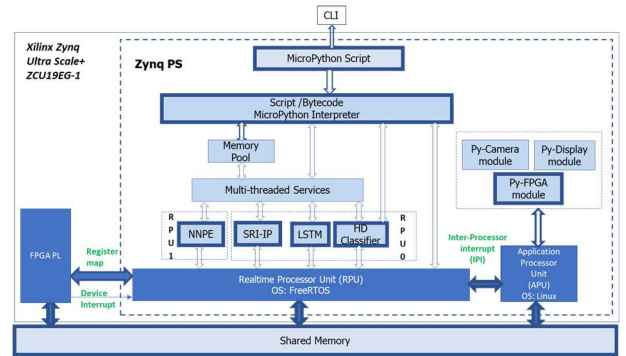 CLI
Xilinx Zynq
Ultra Scale+
ZCU19EG-1
Zynq PS
MicroPython Script
Script /Bytecode
MicroPython Interpreter
Memory
Pool
Py-Camera
module
Py-Display
module
Py-FPGA
module
Multi-threaded Services
R
P
U
1
NNPE
SRI-IP
LSTM
HD
Classifier
R
P
U
0
FPGA PL
Register
map
Device
Interrupt
Realtime Processor Unit (RPU)
OS: FreeRTOS
Inter-Processor
interrupt
(IPI)
Application
Processor
Unit
(APU)
OS: Linux
Shared Memory